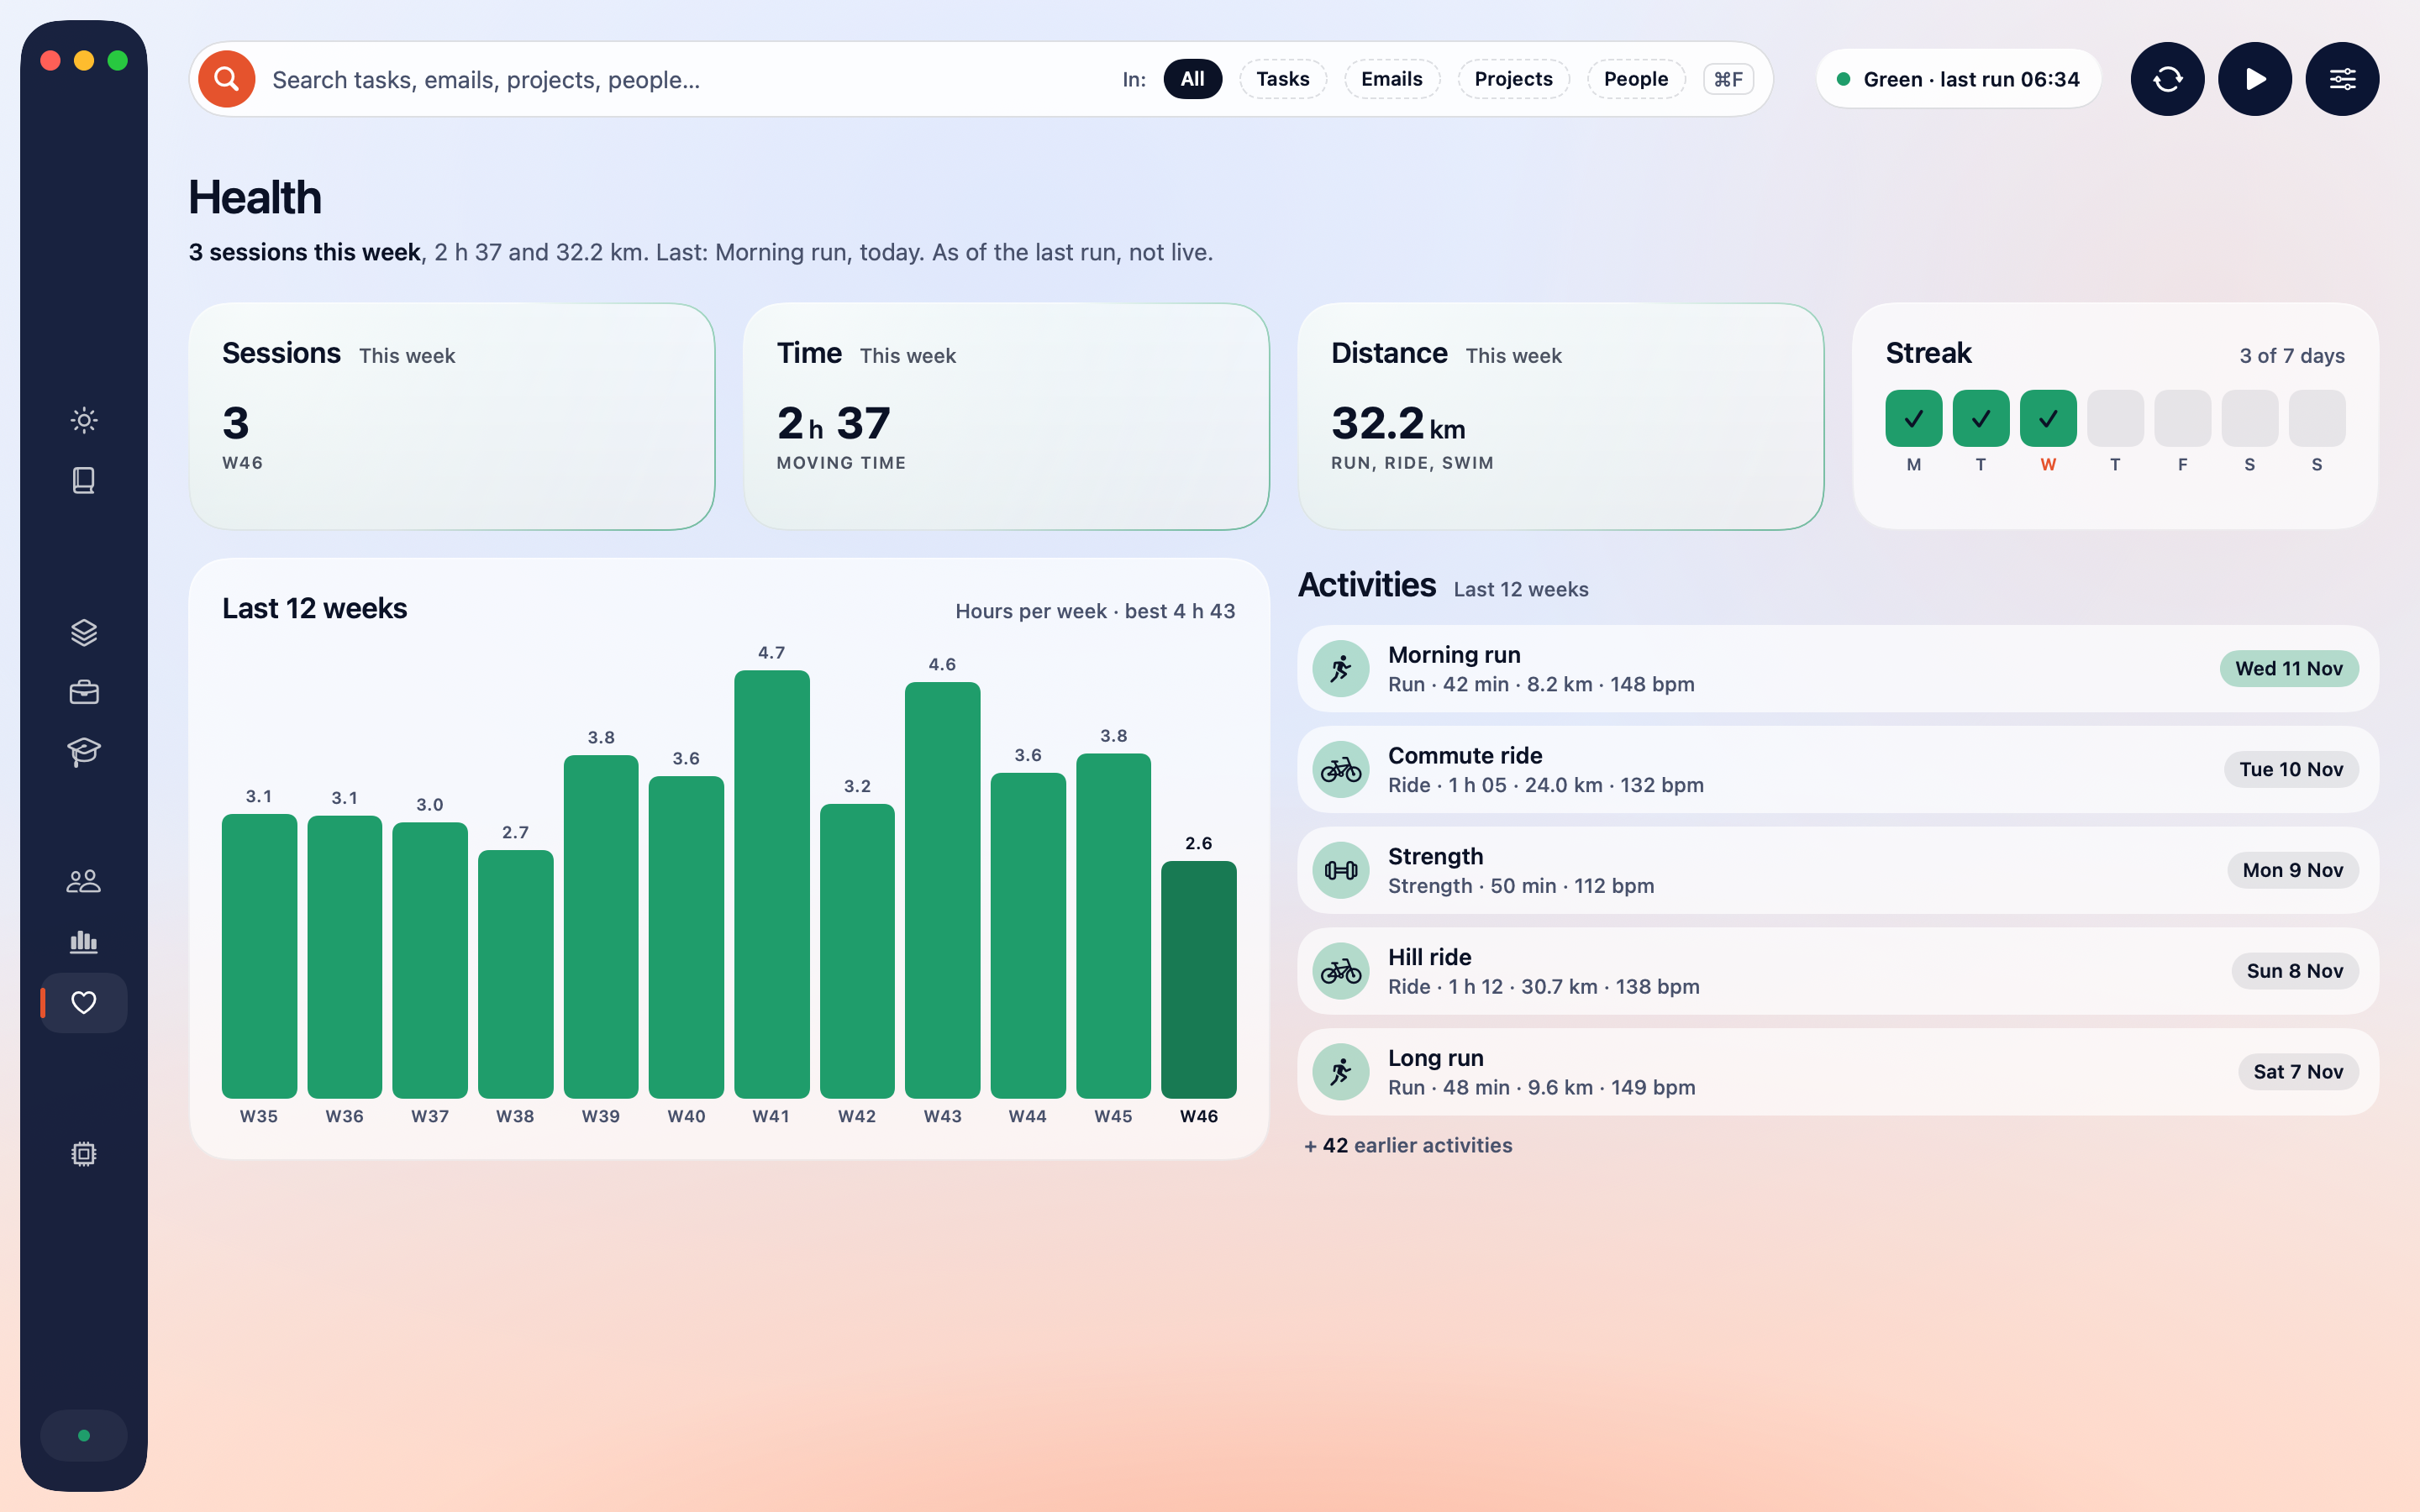 Search tasks, emails, projects, people... In: All Tasks Emails Projects People ⌘F Green · last run 06:34
Health
3 sessions this week, 2 h 37 and 32.2 km. Last: Morning run, today. As of the last run, not live.
Sessions This week
3
W46
Time This week
2 h 37
MOVING TIME
Distance This week
32.2 km
RUN, RIDE, SWIM
Streak 3 of 7 days
M T W T F S S
Last 12 weeks Hours per week · best 4 h 43
3.1 3.1 3.0 2.7 3.8 3.6 4.7 3.2 4.6 3.6 3.8 2.6
W35 W36 W37 W38 W39 W40 W41 W42 W43 W44 W45 W46
Activities Last 12 weeks
Morning run
Run · 42 min · 8.2 km · 148 bpm
Wed 11 Nov
Commute ride
Ride · 1 h 05 · 24.0 km · 132 bpm
Tue 10 Nov
Strength
Strength · 50 min · 112 bpm
Mon 9 Nov
Hill ride
Ride · 1 h 12 · 30.7 km · 138 bpm
Sun 8 Nov
Long run
Run · 48 min · 9.6 km · 149 bpm
Sat 7 Nov
+ 42 earlier activities